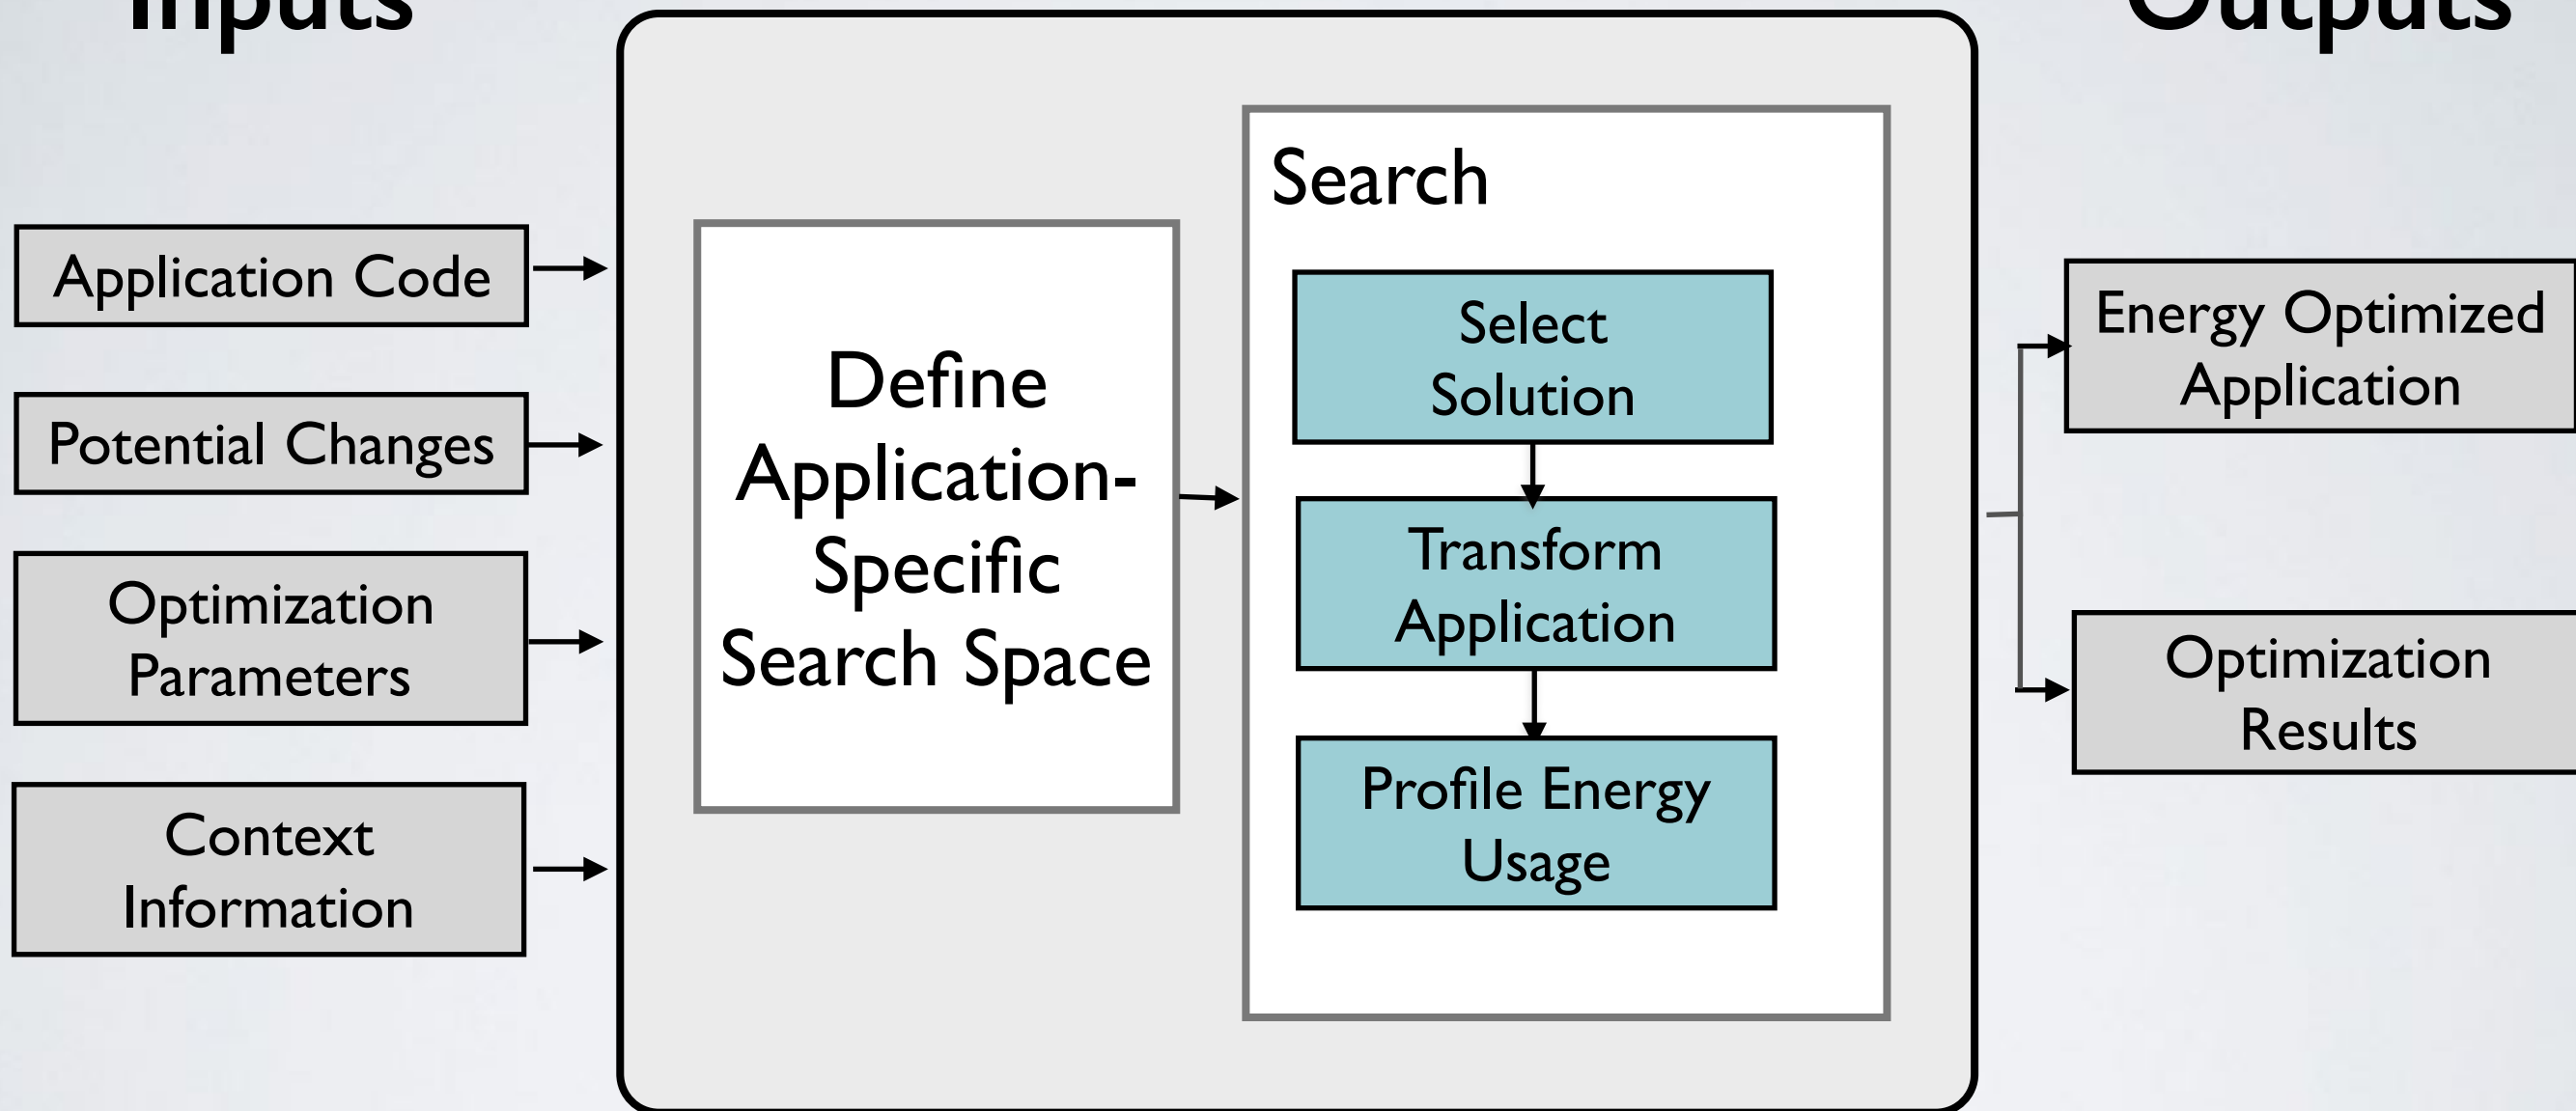 Inputs
Outputs
Application Code
Potential Changes
Optimization
Parameters
Context
Information
Define
Application-
Specific
Search Space
Search
Select
Solution
Transform
Application
Profile Energy
Usage
Energy Optimized
Application
Optimization
Results